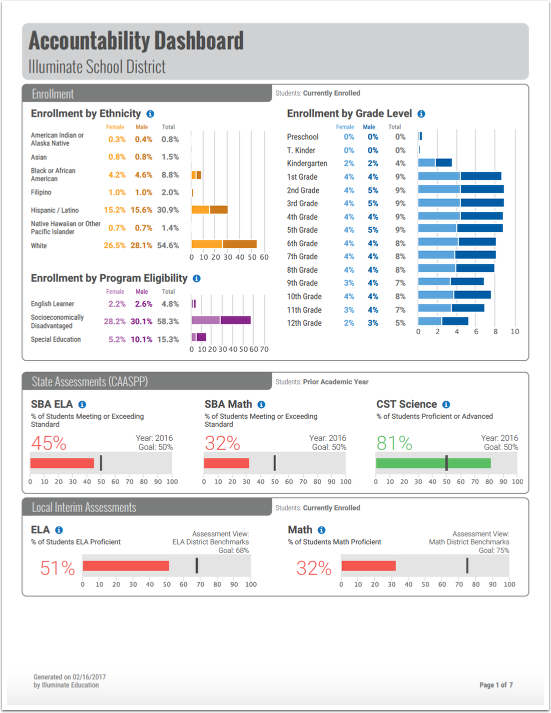 Accountability Dashboard
Illuminate School District
Enrollment
Students: Currently Enrolled
Enrollment by Ethnicity
Female Male Total
American Indian or
Alaska Native
0.3% 0.4% 0.8%
Asian 0.8% 0.8% 1.5%
Black or African
American
4.2% 4.6% 8.8%
Filipino 1.0% 1.0% 2.0%
Hispanic / Latino 15.2% 15.6% 30.9%
Native Hawaiian or Other
Pacific Islander
0.7% 0.7% 1.4%
White 26.5% 28.1% 54.6%
0 10 20 30 40 50 60
Enrollment by Program Eligibility
Female Male Total
English Learner 2.2% 2.6% 4.8%
Socioeconomically
Disadvantaged
28.2% 30.1% 58.3%
Special Education 5.2% 10.1% 15.3%
0 10 20 30 40 50 60 70
Enrollment by Grade Level
Female Male Total
Preschool 0% 0% 0%
T. Kinder 0% 0% 0%
Kindergarten 2% 2% 4%
1st Grade 4% 4% 9%
2nd Grade 4% 5% 9%
3rd Grade 4% 5% 9%
4th Grade 4% 4% 9%
5th Grade 4% 5% 9%
6th Grade 4% 4% 8%
7th Grade 4% 4% 8%
8th Grade 4% 4% 8%
9th Grade 3% 4% 7%
10th Grade 4% 4% 8%
11th Grade 3% 4% 7%
12th Grade 2% 3% 5%
0 2 4 6 8 10
State Assessments (CAASPP)
Students: Prior Academic Year
SBA ELA
% of Students Meeting or Exceeding
Standard
45%
Year: 2016
Goal: 50%
0 10 20 30 40 50 60 70 80 90 100
SBA Math
% of Students Meeting or Exceeding
Standard
32%
Year: 2016
Goal: 50%
0 10 20 30 40 50 60 70 80 90 100
CST Science
% of Students Proficient or Advanced
81%
Year: 2016
Goal: 50%
0 10 20 30 40 50 60 70 80 90 100
Local Interim Assessments
Students: Currently Enrolled
ELA
% of Students ELA Proficient
Assessment View:
ELA District Benchmarks
Goal: 68%
51%
0 10 20 30 40 50 60 70 80 90 100
Math
% of Students Math Proficient
Assessment View:
Math District Benchmarks
Goal: 75%
32%
0 10 20 30 40 50 60 70 80 90 100
Generated on 02/16/2017
by Illuminate Education
Page 1 of 7